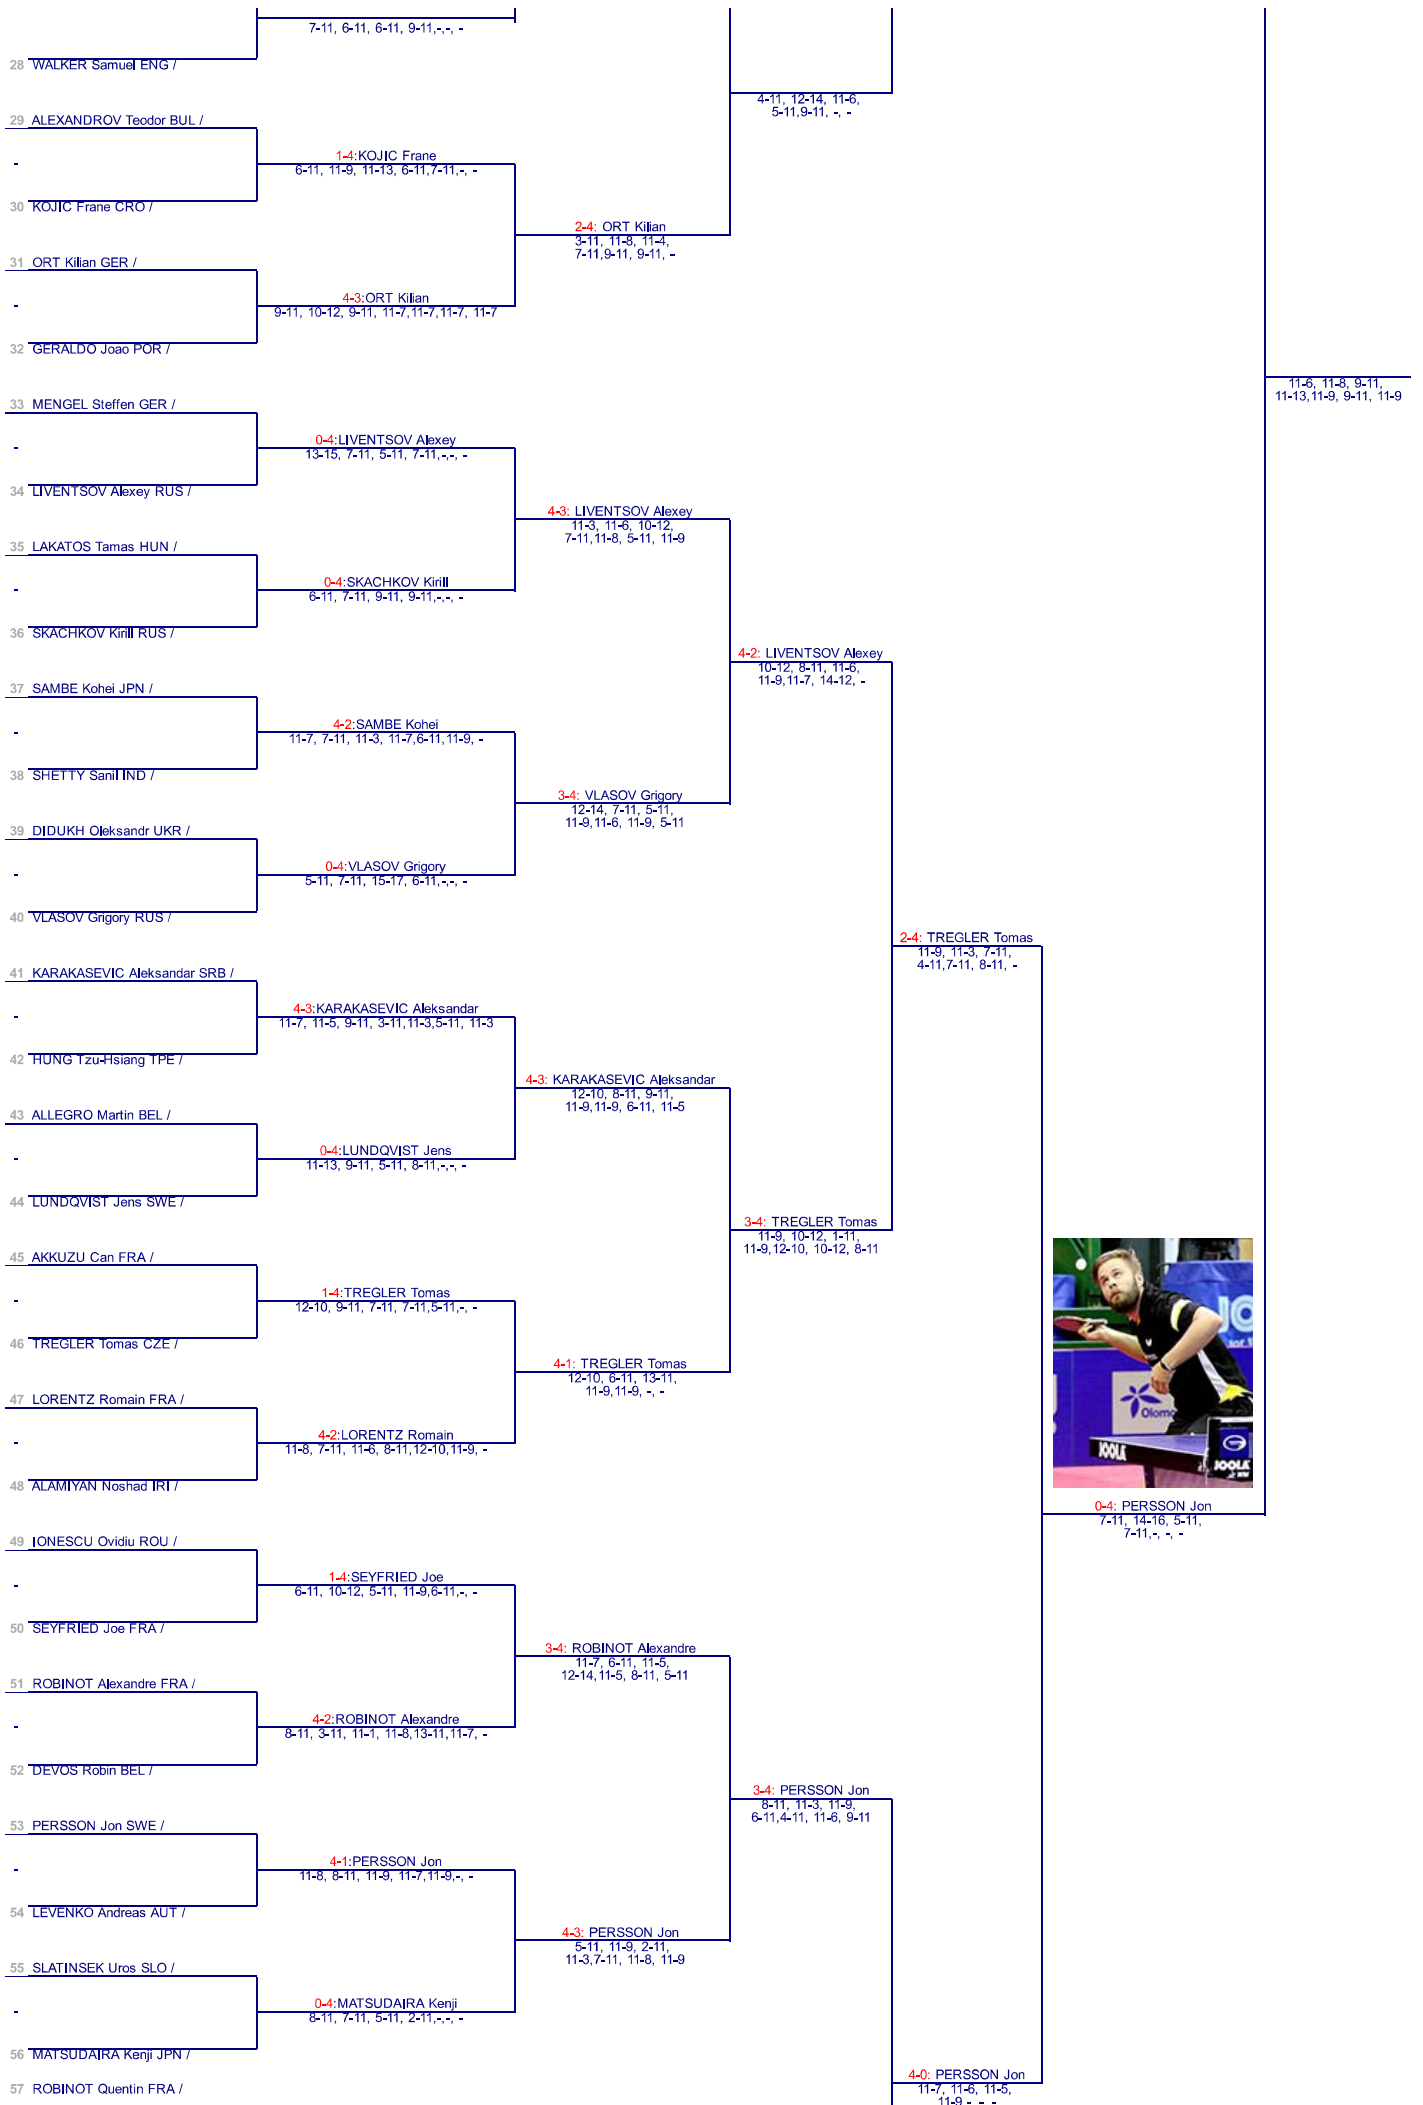 7-11, 6-11, 6-11, 9-11,-,-, -
28 WALKER Samuel ENG /
4-11, 12-14, 11-6,
5-11,9-11, -, -
29 ALEXANDROV Teodor BUL /
-
1-4:KOJIC Frane
6-11, 11-9, 11-13, 6-11,7-11,-, -
30 KOJIC Frane CRO /
2-4: ORT Kilian
3-11, 11-8, 11-4,
7-11,9-11, 9-11, -
31 ORT Kilian GER /
-
4-3:ORT Kilian
9-11, 10-12, 9-11, 11-7,11-7,11-7, 11-7
32 GERALDO Joao POR /
11-6, 11-8, 9-11,
11-13,11-9, 9-11, 11-9
33 MENGEL Steffen GER /
-
0-4:LIVENTSOV Alexey
13-15, 7-11, 5-11, 7-11,-,-, -
34 LIVENTSOV Alexey RUS /
4-3: LIVENTSOV Alexey
11-3, 11-6, 10-12,
7-11,11-8, 5-11, 11-9
35 LAKATOS Tamas HUN /
-
0-4:SKACHKOV Kirill
6-11, 7-11, 9-11, 9-11,-,-, -
36 SKACHKOV Kirill RUS /
4-2: LIVENTSOV Alexey
10-12, 8-11, 11-6,
11-9,11-7, 14-12, -
37 SAMBE Kohei JPN /
-
4-2:SAMBE Kohei
11-7, 7-11, 11-3, 11-7,6-11,11-9, -
38 SHETTY Sanil IND /
3-4: VLASOV Grigory
12-14, 7-11, 5-11,
11-9,11-6, 11-9, 5-11
39 DIDUKH Oleksandr UKR /
-
0-4:VLASOV Grigory
5-11, 7-11, 15-17, 6-11,-,-, -
40 VLASOV Grigory RUS /
2-4: TREGLER Tomas
11-9, 11-3, 7-11,
4-11,7-11, 8-11, -
41 KARAKASEVIC Aleksandar SRB /
-
4-3:KARAKASEVIC Aleksandar
11-7, 11-5, 9-11, 3-11,11-3,5-11, 11-3
42 HUNG Tzu-Hsiang TPE /
4-3: KARAKASEVIC Aleksandar
12-10, 8-11, 9-11,
11-9,11-9, 6-11, 11-5
43 ALLEGRO Martin BEL /
-
0-4:LUNDQVIST Jens
11-13, 9-11, 5-11, 8-11,-,-, -
44 LUNDQVIST Jens SWE /
3-4: TREGLER Tomas
11-9, 10-12, 1-11,
11-9,12-10, 10-12, 8-11
45 AKKUZU Can FRA /
-
1-4:TREGLER Tomas
12-10, 9-11, 7-11, 7-11,5-11,-, -
46 TREGLER Tomas CZE /
4-1: TREGLER Tomas
12-10, 6-11, 13-11,
11-9,11-9, -, -
47 LORENTZ Romain FRA /
-
4-2:LORENTZ Romain
11-8, 7-11, 11-6, 8-11,12-10,11-9, -
48 ALAMIYAN Noshad IRI /
JO
Olomo
JOOLA
JOOLA
0-4: PERSSON Jon
7-11, 14-16, 5-11,
7-11,-, -, -
49 IONESCU Ovidiu ROU /
-
1-4:SEYFRIED Joe
6-11, 10-12, 5-11, 11-9,6-11,-, -
50 SEYFRIED Joe FRA /
3-4: ROBINOT Alexandre
11-7, 6-11, 11-5,
12-14,11-5, 8-11, 5-11
51 ROBINOT Alexandre FRA /
-
4-2:ROBINOT Alexandre
8-11, 3-11, 11-1, 11-8,13-11,11-7, -
52 DEVOS Robin BEL /
3-4: PERSSON Jon
8-11, 11-3, 11-9,
6-11,4-11, 11-6, 9-11
53 PERSSON Jon SWE /
-
4-1:PERSSON Jon
11-8, 8-11, 11-9, 11-7,11-9,-, -
54 LEVENKO Andreas AUT /
4-3: PERSSON Jon
5-11, 11-9, 2-11,
11-3,7-11, 11-8, 11-9
55 SLATINSEK Uros SLO /
-
0-4:MATSUDAIRA Kenji
8-11, 7-11, 5-11, 2-11,-,-, -
56 MATSUDAIRA Kenji JPN /
4-0: PERSSON Jon
11-7, 11-6, 11-5,
11-9,-, -, -
57 ROBINOT Quentin FRA /